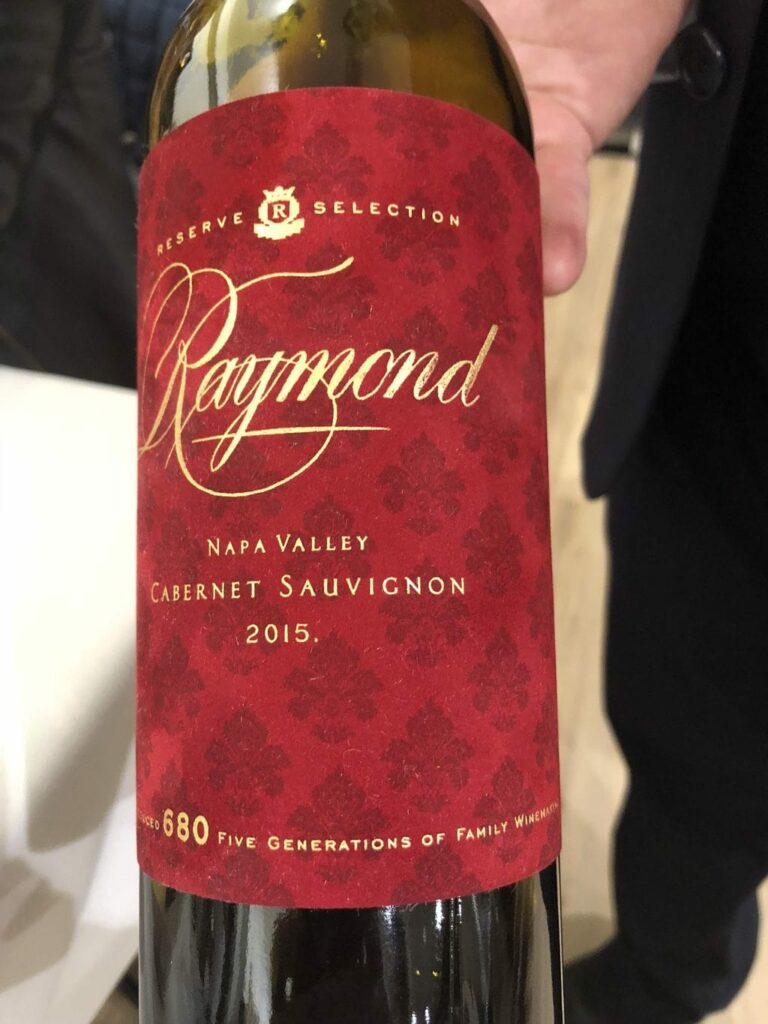 RESERVE R SELECTION
Raymond
NAPA VALLEY
CABERNET SAUVIGNON
2015.
680 FIVE GENERATIONS OF FAMILY